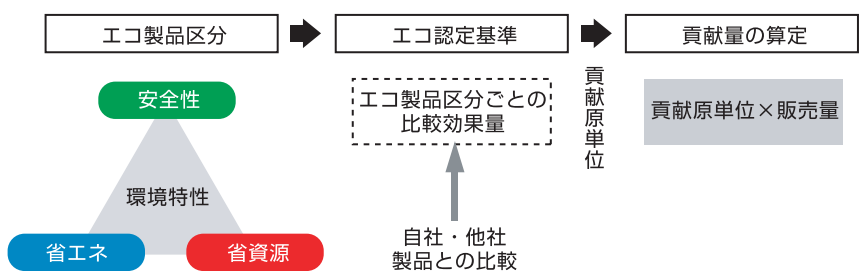 エコ製品区分
エコ認定基準
貢献量の算定
安全性
環境特性
省エネ
省資源
エコ製品区分ごとの
比較効果量
自社・他社
製品との比較
貢献原単位
貢献原単位×販売量